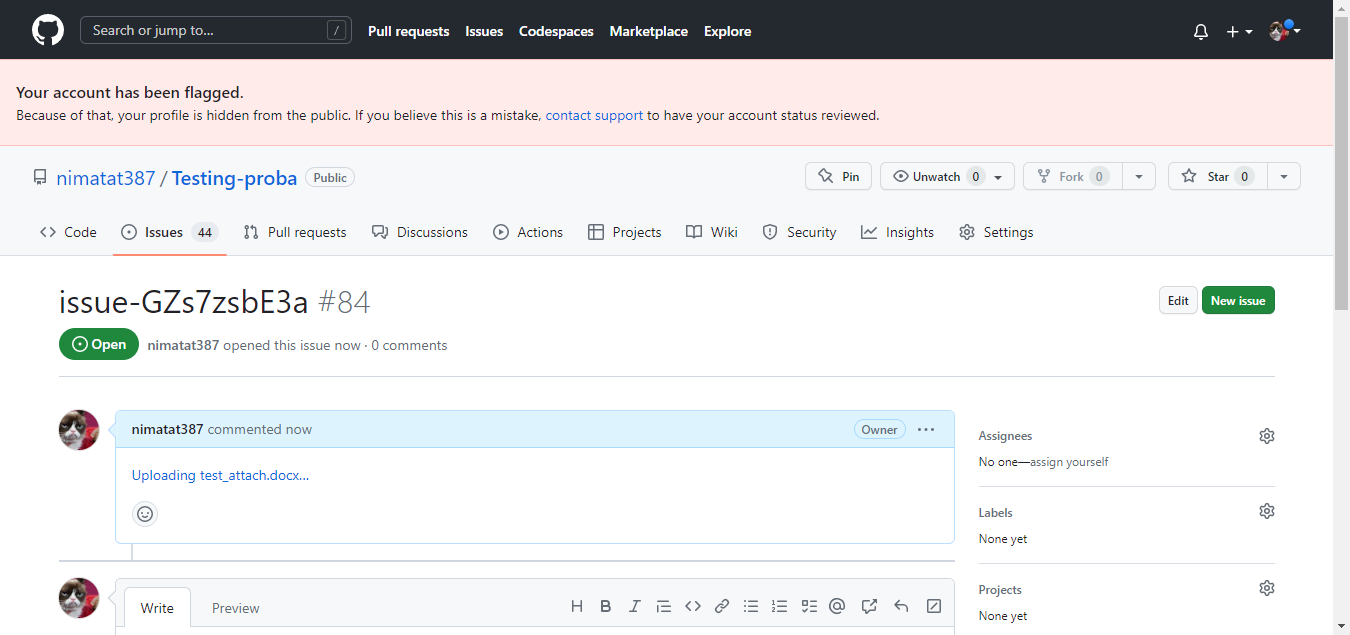 Search or jump to... /
Pull requests Issues Codespaces Marketplace Explore
Your account has been flagged.
Because of that, your profile is hidden from the public. If you believe this is a mistake, contact support to have your account status reviewed.
nimatat387 / Testing-proba Public
Pin Unwatch 0 Fork 0 Star 0
Code Issues 44 Pull requests Discussions Actions Projects Wiki Security Insights Settings
issue-GZs7zsbE3a #84
Edit New issue
Open nimatat387 opened this issue now · 0 comments
nimatat387 commented now Owner ...
Uploading test_attach.docx...
Assignees
No one—assign yourself
Labels
None yet
Projects
None yet
Write Preview